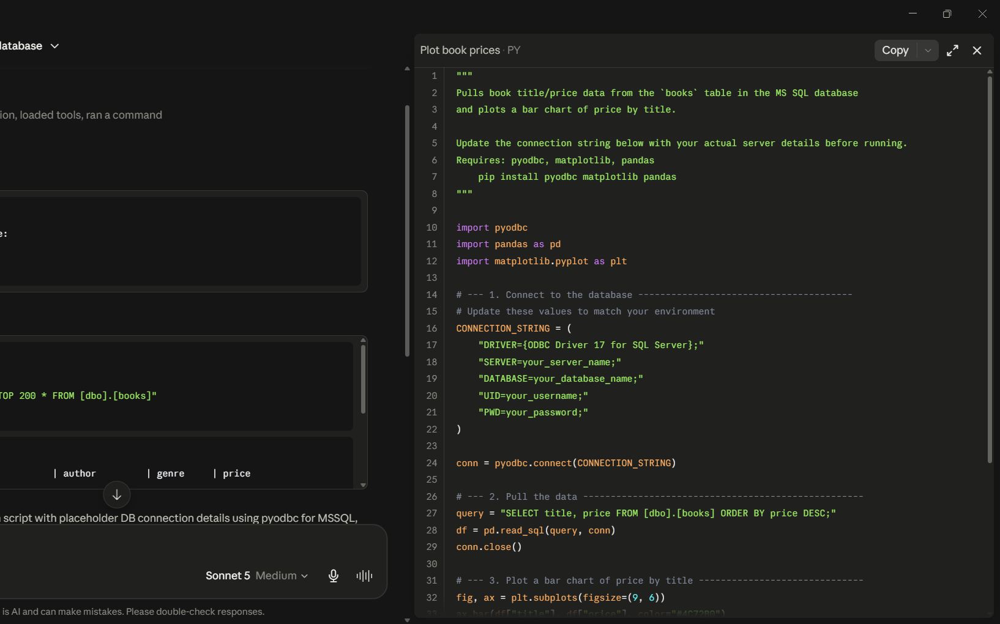 latabase
ion, loaded tools, ran a command
e:
TOP 200 * FROM [dbo].[books]"
| author | genre | price
script with placeholder DB connection details using pyodbc for MSSQL,
Sonnet 5 Medium
is AI and can make mistakes. Please double-check responses.
Plot book prices · PY
Copy
1 """
2 Pulls book title/price data from the `books` table in the MS SQL database
3 and plots a bar chart of price by title.
4
5 Update the connection string below with your actual server details before running.
6 Requires: pyodbc, matplotlib, pandas
7     pip install pyodbc matplotlib pandas
8 """
9
10 import pyodbc
11 import pandas as pd
12 import matplotlib.pyplot as plt
13
14 # --- 1. Connect to the database ---------------------------------------
15 # Update these values to match your environment
16 CONNECTION_STRING = (
17     "DRIVER={ODBC Driver 17 for SQL Server};"
18     "SERVER=your_server_name;"
19     "DATABASE=your_database_name;"
20     "UID=your_username;"
21     "PWD=your_password;"
22 )
23
24 conn = pyodbc.connect(CONNECTION_STRING)
25
26 # --- 2. Pull the data ---------------------------------------------------
27 query = "SELECT title, price FROM [dbo].[books] ORDER BY price DESC;"
28 df = pd.read_sql(query, conn)
29 conn.close()
30
31 # --- 3. Plot a bar chart of price by title ------------------------------
32 fig, ax = plt.subplots(figsize=(9, 6))
33 ax.bar(df["title"], df["price"], color="#4C72B0")